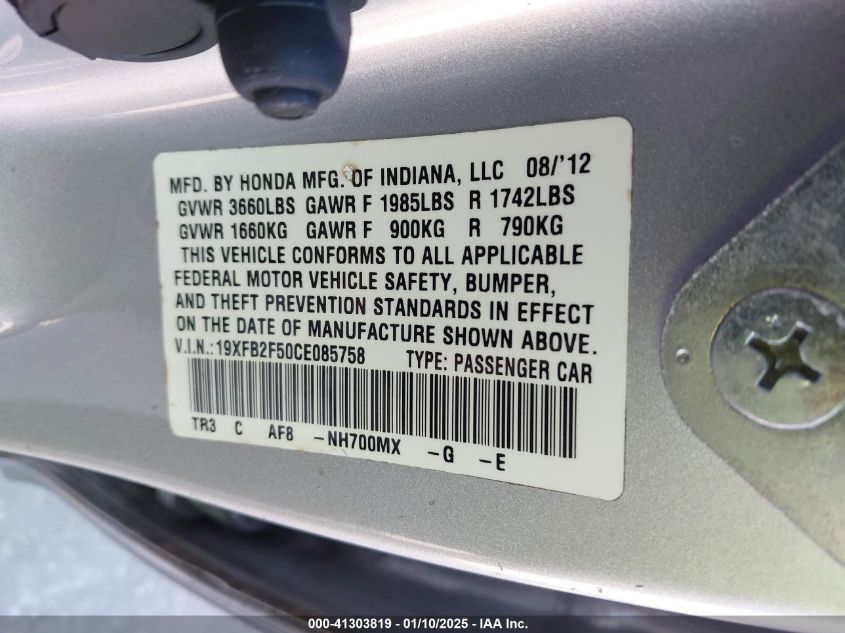 MFD. BY HONDA MFG. OF INDIANA, LLC 08/'12
GVWR 3660LBS GAWR F 1985LBS R 1742LBS
GVWR 1660KG GAWR F 900KG R 790KG
THIS VEHICLE CONFORMS TO ALL APPLICABLE
FEDERAL MOTOR VEHICLE SAFETY, BUMPER,
AND THEFT PREVENTION STANDARDS IN EFFECT
ON THE DATE OF MANUFACTURE SHOWN ABOVE.
V.I.N.:19XFB2F50CE085758 TYPE: PASSENGER CAR
TR3 C AF8 -NH700MX -G -E
000-41303819 - 01/10/2025 - IAA Inc.